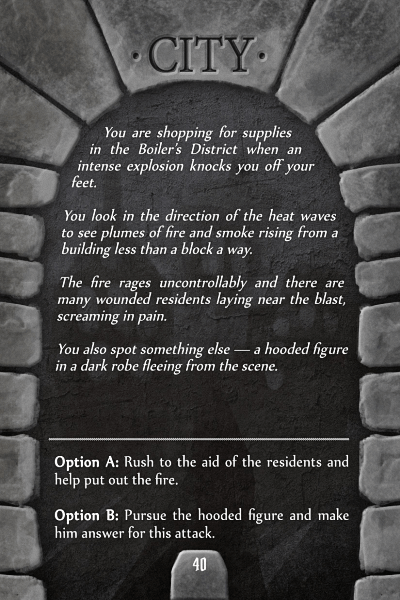 · CITY ·
You are shopping for supplies
in the Boiler's District when an
intense explosion knocks you off your
feet.
You look in the direction of the heat waves
to see plumes of fire and smoke rising from a
building less than a block a way.
The fire rages uncontrollably and there are
many wounded residents laying near the blast,
screaming in pain.
You also spot something else — a hooded figure
in a dark robe fleeing from the scene.
Option A: Rush to the aid of the residents and
help put out the fire.
Option B: Pursue the hooded figure and make
him answer for this attack.
40